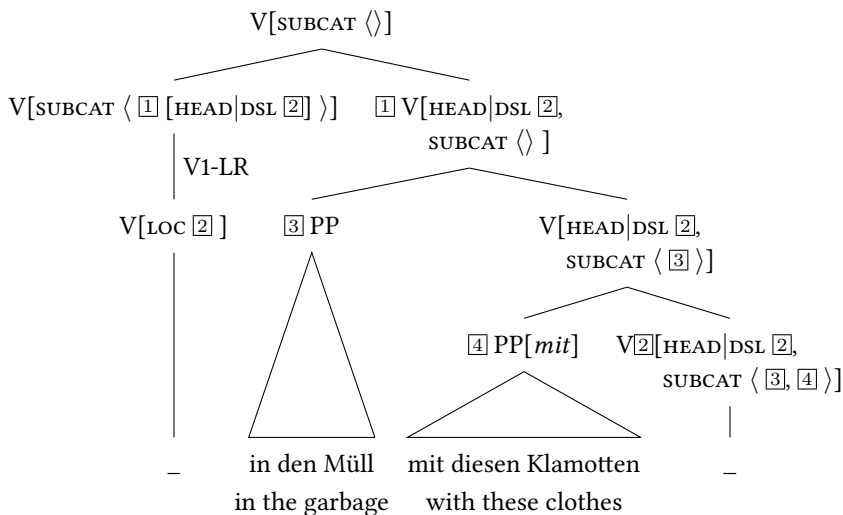 V[SUBCAT ⟨⟩]
V[SUBCAT ⟨ 1 [HEAD|DSL 2] ⟩] 1 V[HEAD|DSL 2,
SUBCAT ⟨⟩ ]
V1-LR
V[LOC 2 ] 3 PP V[HEAD|DSL 2,
SUBCAT ⟨ 3 ⟩]
4 PP[mit] V2[HEAD|DSL 2,
SUBCAT ⟨ 3, 4 ⟩]
_ in den Müll mit diesen Klamotten _
in the garbage with these clothes